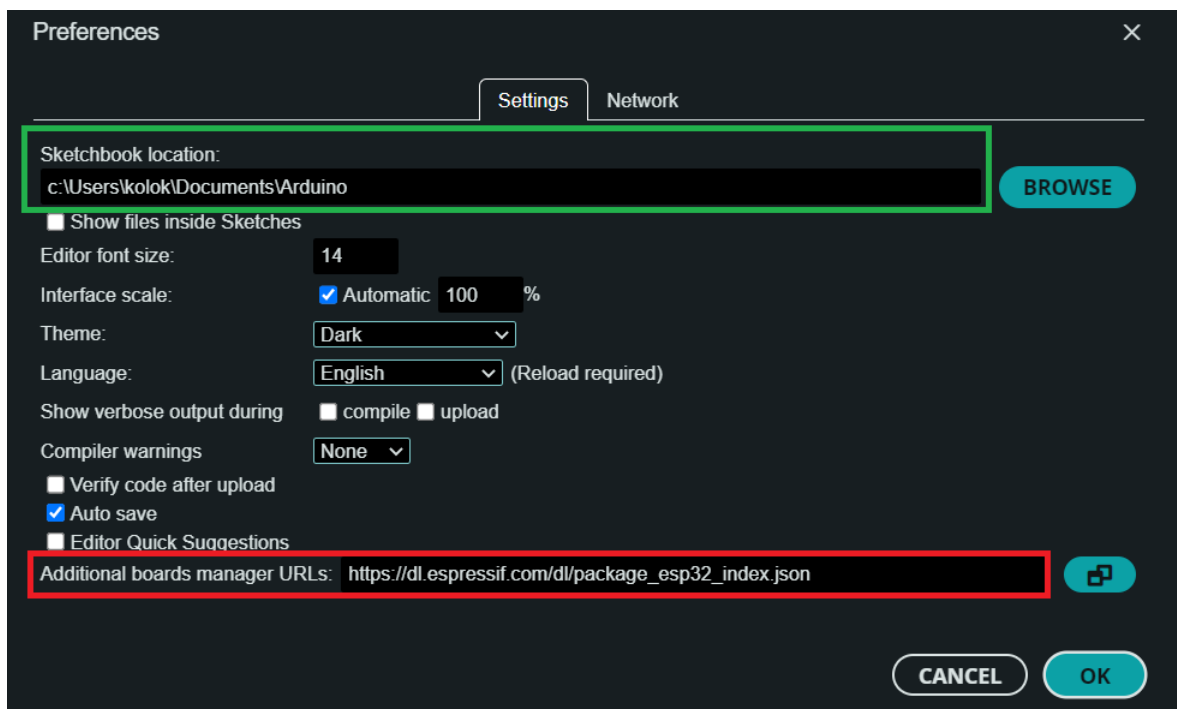 Preferences
Settings Network
Sketchbook location:
c:\Users\kolok\Documents\Arduino
BROWSE
Show files inside Sketches
Editor font size: 14
Interface scale: Automatic 100 %
Theme: Dark
Language: English (Reload required)
Show verbose output during compile upload
Compiler warnings None
Verify code after upload
Auto save
Editor Quick Suggestions
Additional boards manager URLs: https://dl.espressif.com/dl/package_esp32_index.json
CANCEL OK